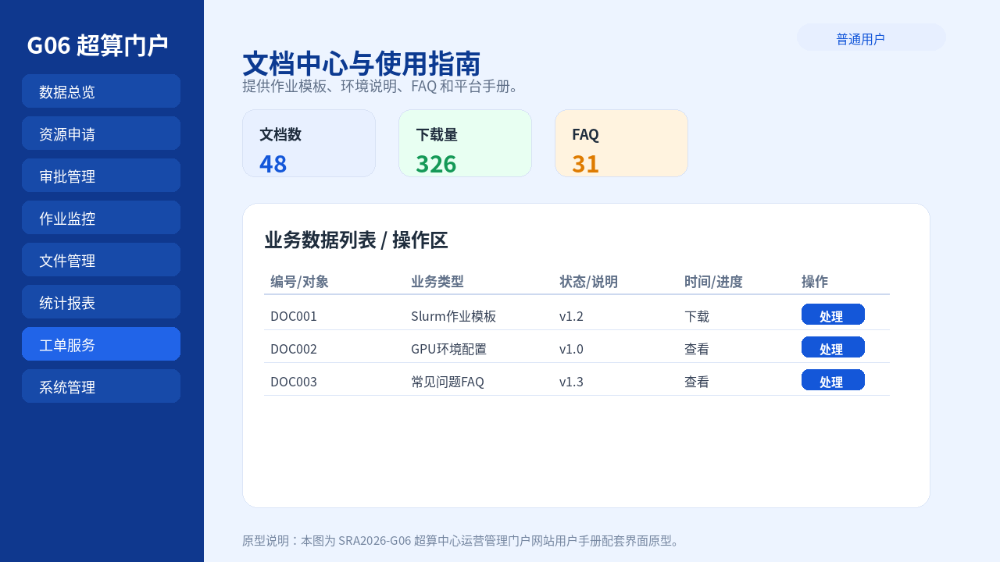 G06 超算门户
数据总览
资源申请
审批管理
作业监控
文件管理
统计报表
工单服务
系统管理
普通用户
文档中心与使用指南
提供作业模板、环境说明、FAQ 和平台手册。
文档数
48
下载量
326
FAQ
31
业务数据列表 / 操作区
编号/对象 业务类型 状态/说明 时间/进度 操作
DOC001 Slurm作业模板 v1.2 下载 处理
DOC002 GPU环境配置 v1.0 查看 处理
DOC003 常见问题FAQ v1.3 查看 处理
原型说明：本图为 SRA2026-G06 超算中心运营管理门户网站用户手册配套界面原型。